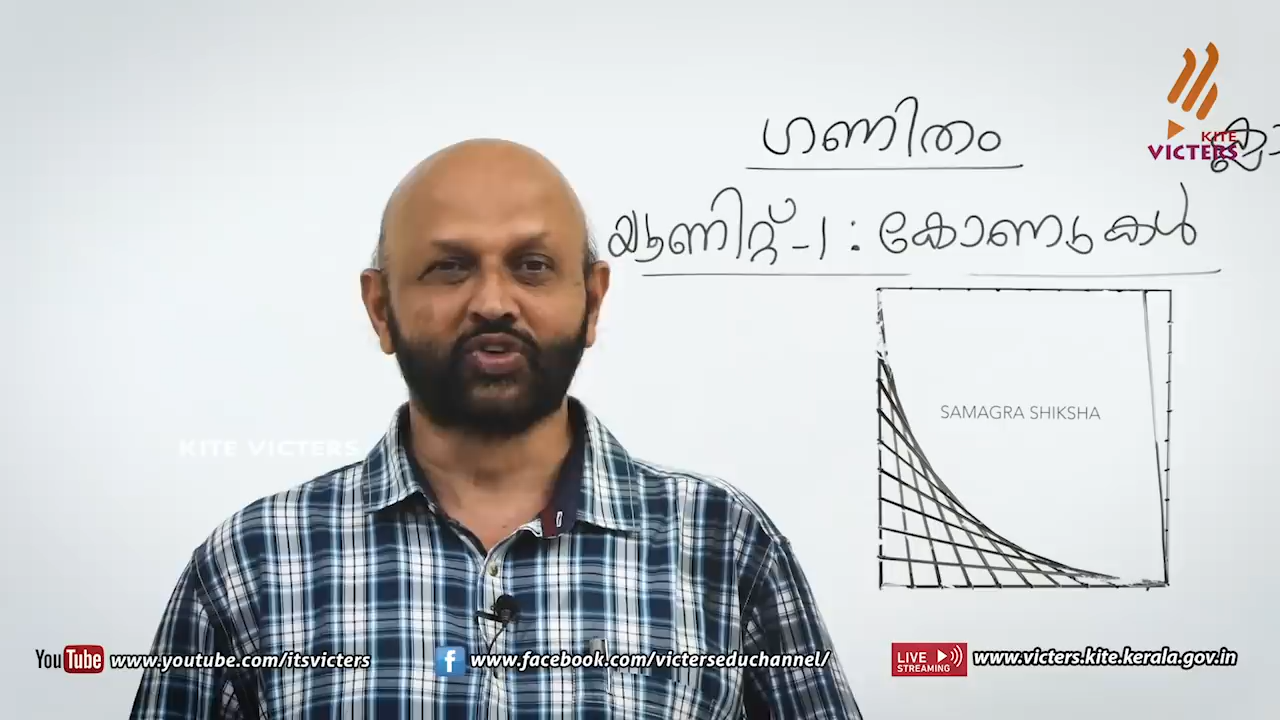 ഗണിതം
KITE
VICTERS
യൂണിറ്റ് - 1 : കോണുകൾ
SAMAGRA SHIKSHA
KITE VICTERS
YouTube www.youtube.com/itsvicters
f www.facebook.com/victerseduchannel/
LIVE STREAMING www.victers.kite.kerala.gov.in